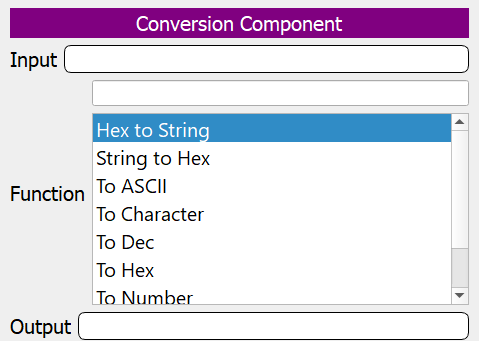 Conversion Component
Input
Hex to String
String to Hex
To ASCII
Function
To Character
To Dec
To Hex
To Number
Output